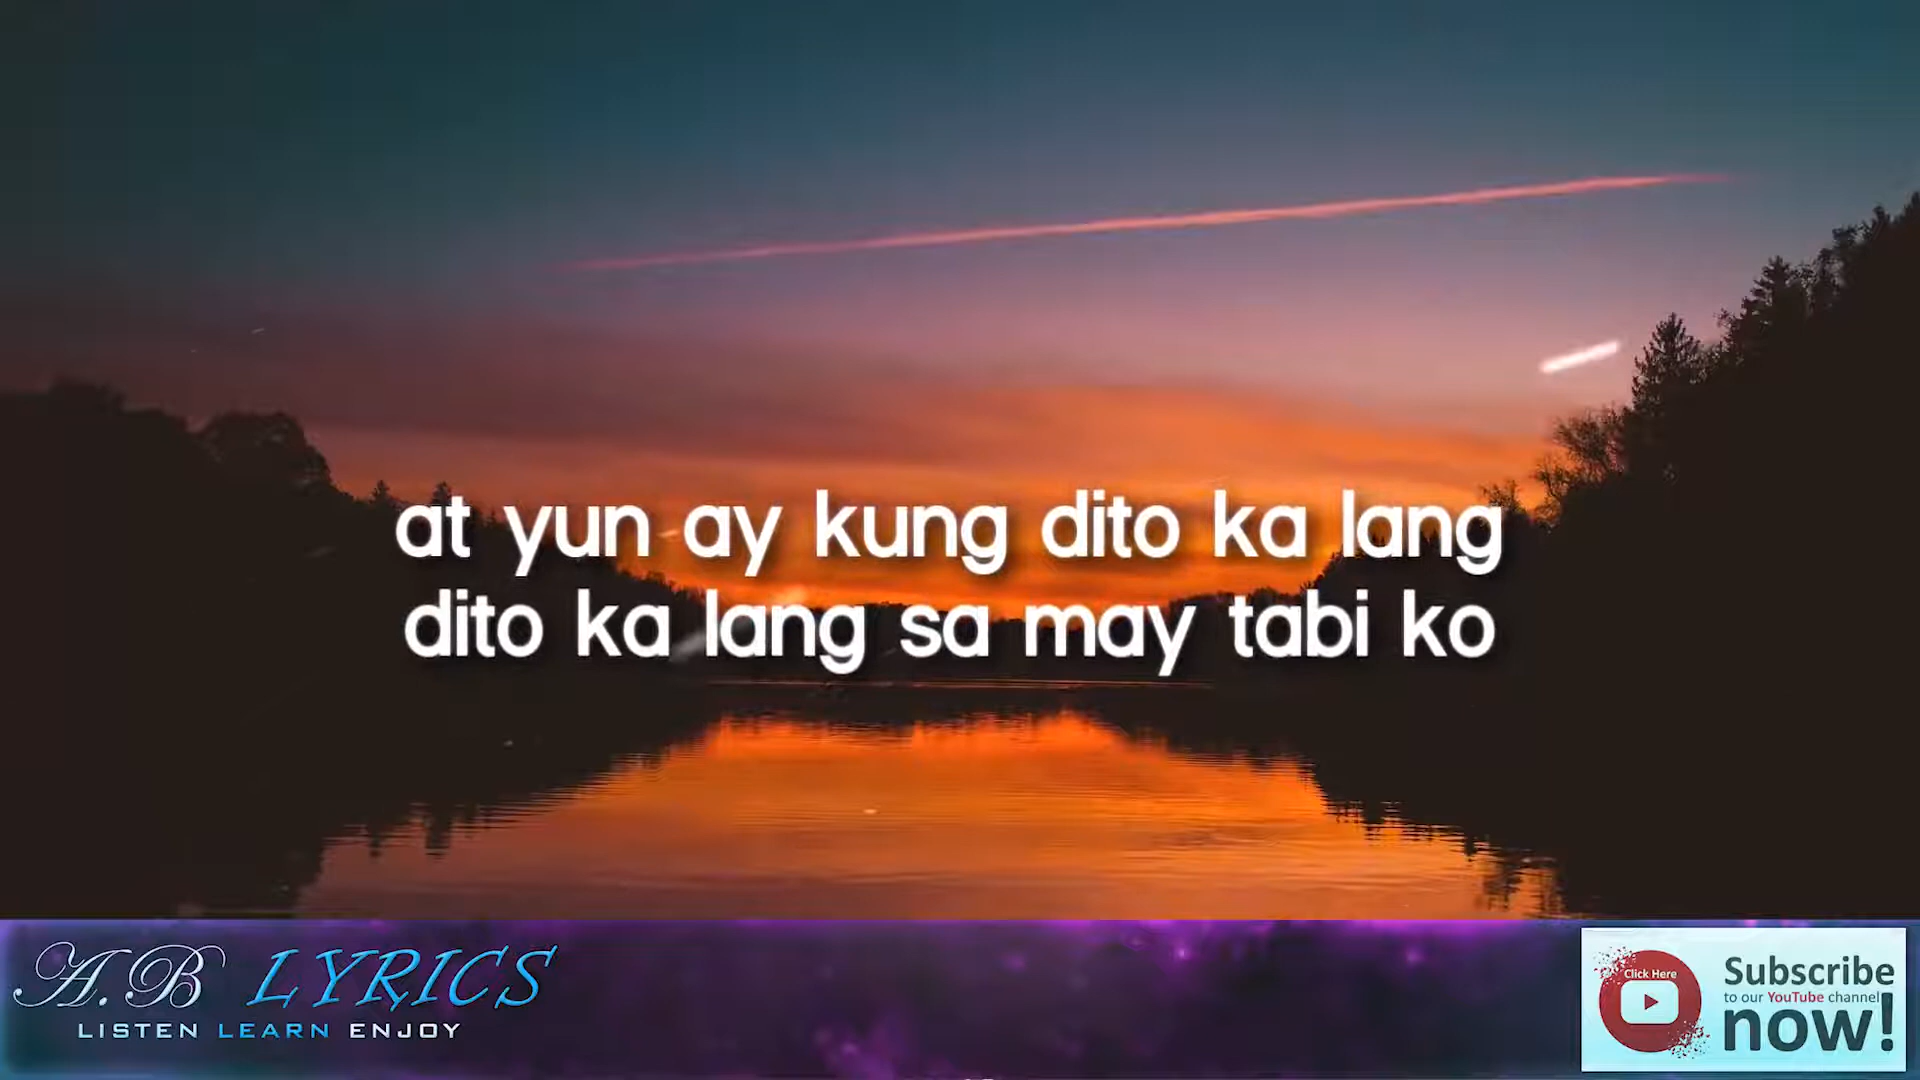 at yun ay kung dito ka lang
dito ka lang sa may tabi ko
A.B LYRICS
LISTEN LEARN ENJOY
Click Here
Subscribe
to our YouTube channel
now!